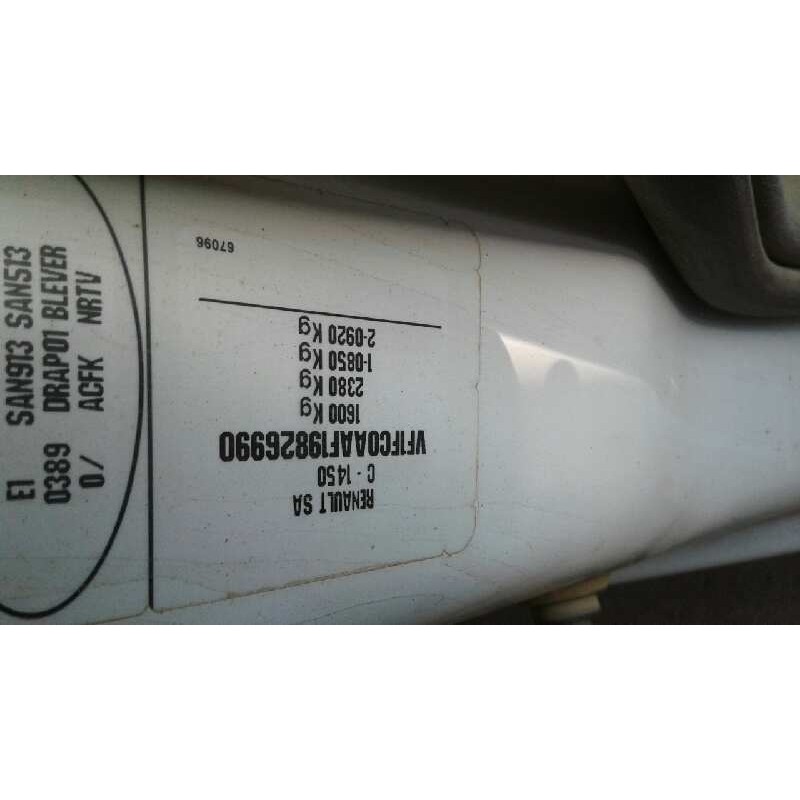 RENAULT SA
C - 1450
VF1FC0AAF19826990
1600 Kg
2380 Kg
1-0850 Kg
2-0920 Kg
67096
E1 SAN913 SAN513
0389 DRAP01 BLEVER
0/ ACFK NRTV